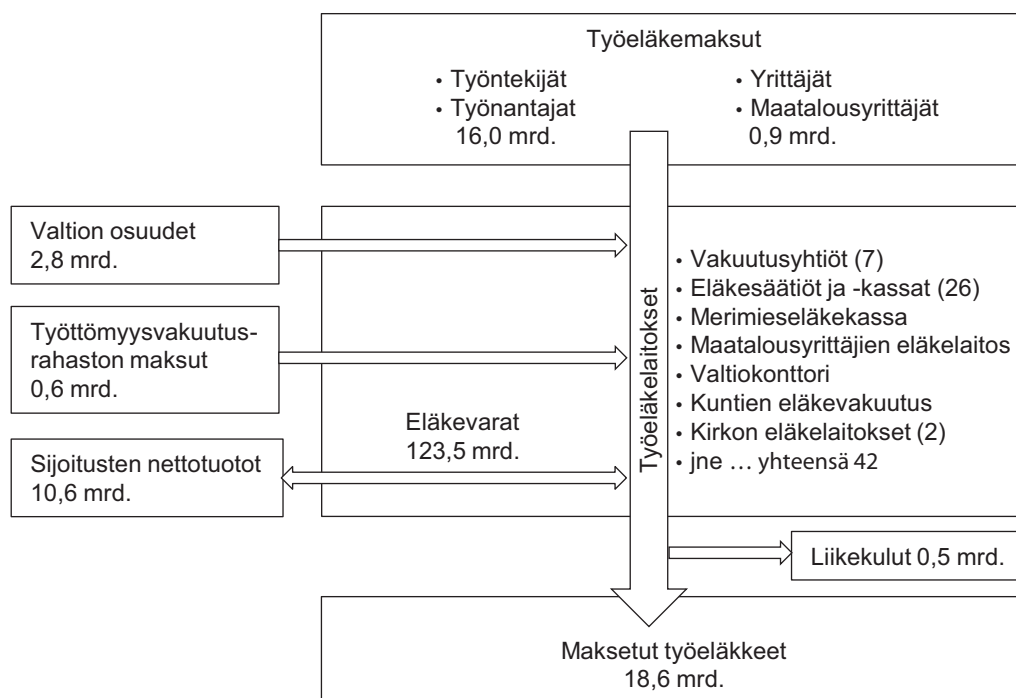 Työeläkemaksut
• Työntekijät
• Työnantajat
16,0 mrd.
• Yrittäjät
• Maatalousyrittäjät
0,9 mrd.
Valtion osuudet
2,8 mrd.
Työttömyysvakuutus-
rahaston maksut
0,6 mrd.
Sijoitusten nettotuotot
10,6 mrd.
Eläkevarat
123,5 mrd.
Työeläkelaitokset
• Vakuutusyhtiöt (7)
• Eläkesäätiöt ja -kassat (26)
• Merimieseläkekassa
• Maatalousyrittäjien eläkelaitos
• Valtiokonttori
• Kuntien eläkevakuutus
• Kirkon eläkelaitokset (2)
• jne … yhteensä 42
Liikekulut 0,5 mrd.
Maksetut työeläkkeet
18,6 mrd.